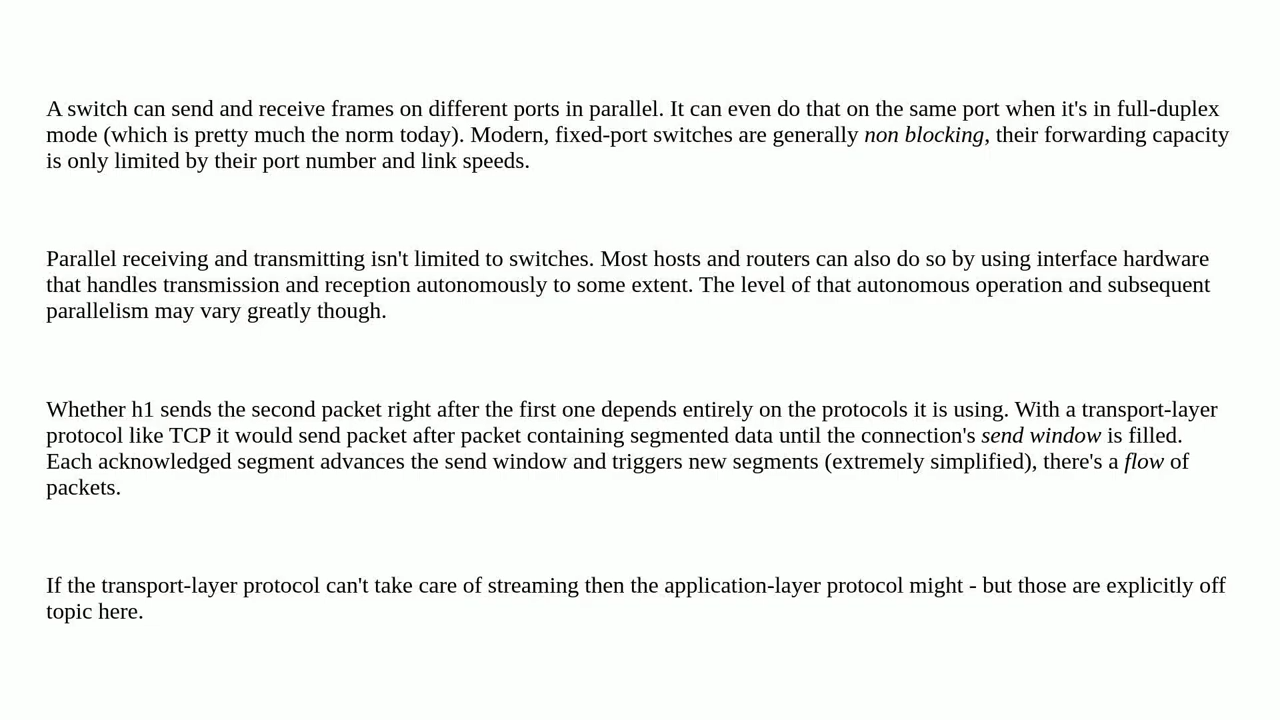 A switch can send and receive frames on different ports in parallel. It can even do that on the same port when it's in full-duplex
mode (which is pretty much the norm today). Modern, fixed-port switches are generally non blocking, their forwarding capacity
is only limited by their port number and link speeds.
Parallel receiving and transmitting isn't limited to switches. Most hosts and routers can also do so by using interface hardware
that handles transmission and reception autonomously to some extent. The level of that autonomous operation and subsequent
parallelism may vary greatly though.
Whether h1 sends the second packet right after the first one depends entirely on the protocols it is using. With a transport-layer
protocol like TCP it would send packet after packet containing segmented data until the connection's send window is filled.
Each acknowledged segment advances the send window and triggers new segments (extremely simplified), there's a flow of
packets.
If the transport-layer protocol can't take care of streaming then the application-layer protocol might - but those are explicitly off
topic here.